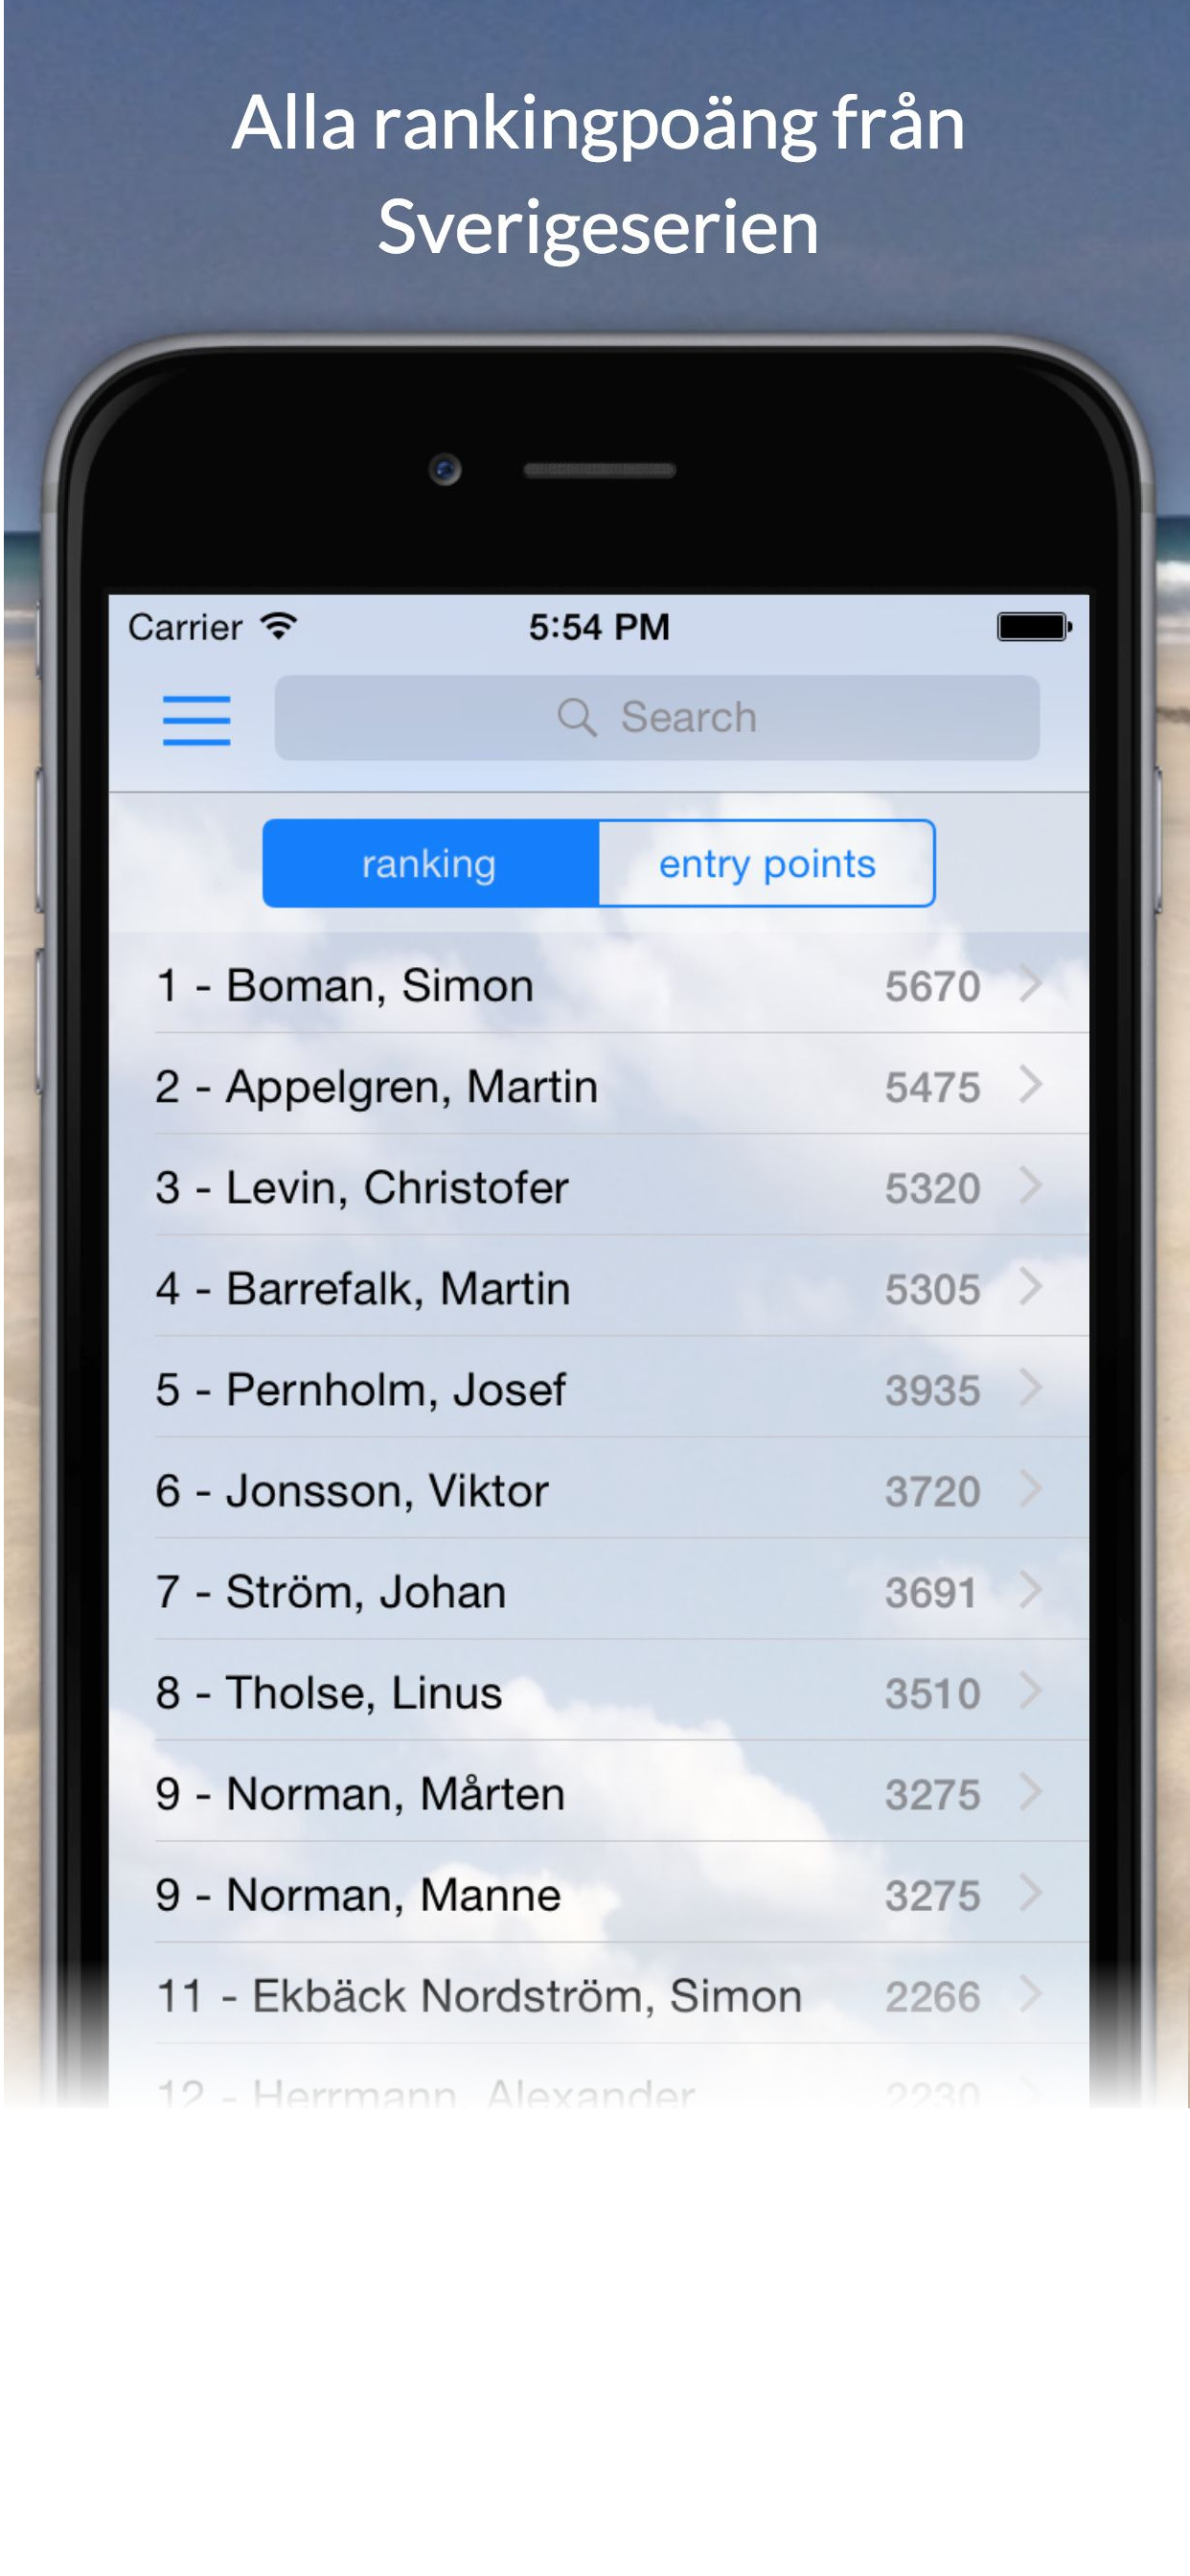 Alla rankingpoäng från
Sverigeserien
Carrier 5:54 PM
Search
ranking entry points
1 - Boman, Simon 5670
2 - Appelgren, Martin 5475
3 - Levin, Christofer 5320
4 - Barrefalk, Martin 5305
5 - Pernholm, Josef 3935
6 - Jonsson, Viktor 3720
7 - Ström, Johan 3691
8 - Tholse, Linus 3510
9 - Norman, Mårten 3275
9 - Norman, Manne 3275
11 - Ekbäck Nordström, Simon 2266
12 - Herrmann, Alexander 2230